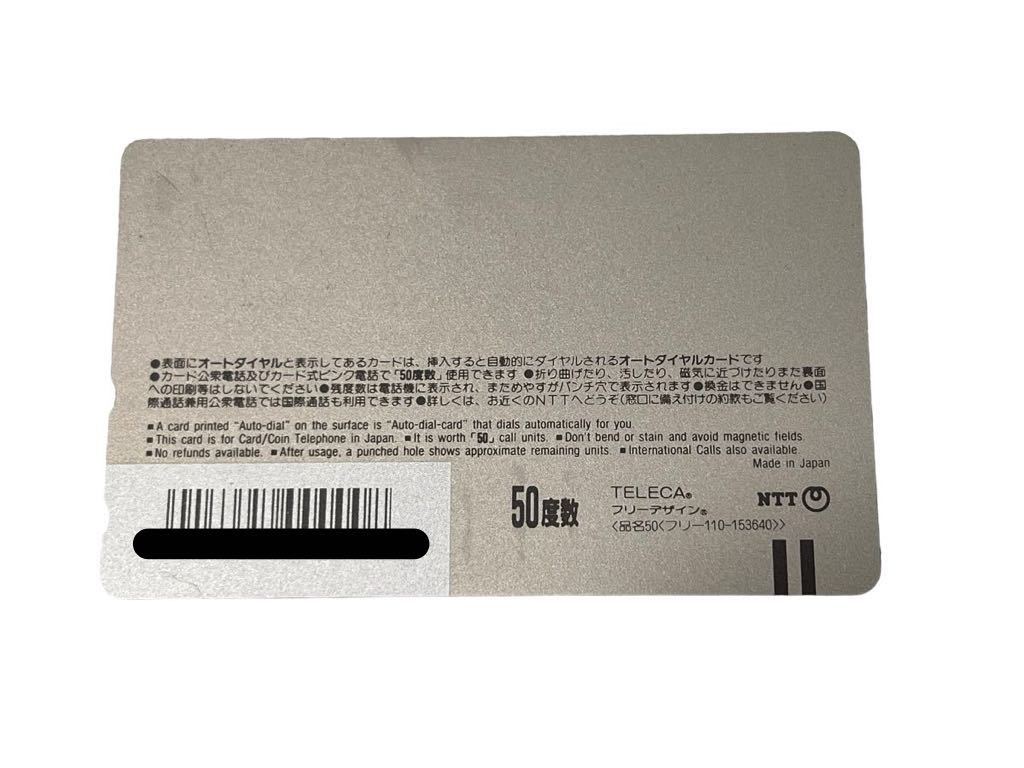 ●表面にオートダイヤルと表示してあるカードは、挿入すると自動的にダイヤルされるオートダイヤルカードです
●カード公衆電話及びカード式ピンク電話で「50度数」使用できます ●折り曲げたり、汚したり、磁気に近づけたりまた裏面
への印刷等はしないでください●残度数は電話機に表示され、まためやすがパンチ穴で表示されます●換金はできません●国
際通話兼用公衆電話では国際通話も利用できます●詳しくは、お近くのNTTへどうぞ(窓口に備え付けの約款もご覧ください)
■A card printed "Auto-dial" on the surface is "Auto-dial-card" that dials automatically for you.
■This card is for Card/Coin Telephone in Japan. ■It is worth「50」call units. ■Don't bend or stain and avoid magnetic fields.
■No refunds available. ■After usage, a punched hole shows approximate remaining units. ■International Calls also available.
Made in Japan
50度数
TELECA®
フリーデザイン®
〈品名50〈フリー110-153640〉〉
NTT